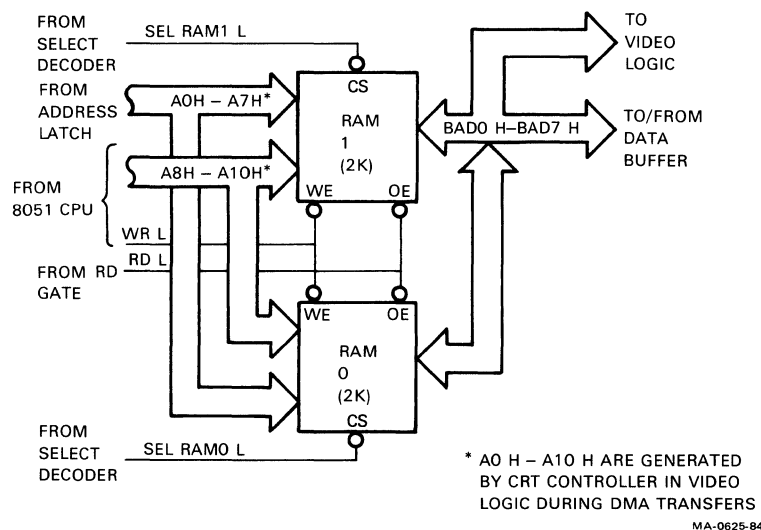 FROM
SELECT
DECODER
SEL RAM1 L
FROM
ADDRESS
LATCH
A0H – A7H*
FROM
8051 CPU
A8H – A10H*
WR L
FROM RD
GATE
RD L
CS
RAM
1
(2K)
WE
OE
WE
OE
RAM
0
(2K)
CS
FROM
SELECT
DECODER
SEL RAM0 L
TO
VIDEO
LOGIC
BAD0 H–BAD7 H
TO/FROM
DATA
BUFFER
* A0 H – A10 H ARE GENERATED
BY CRT CONTROLLER IN VIDEO
LOGIC DURING DMA TRANSFERS
MA-0625-84